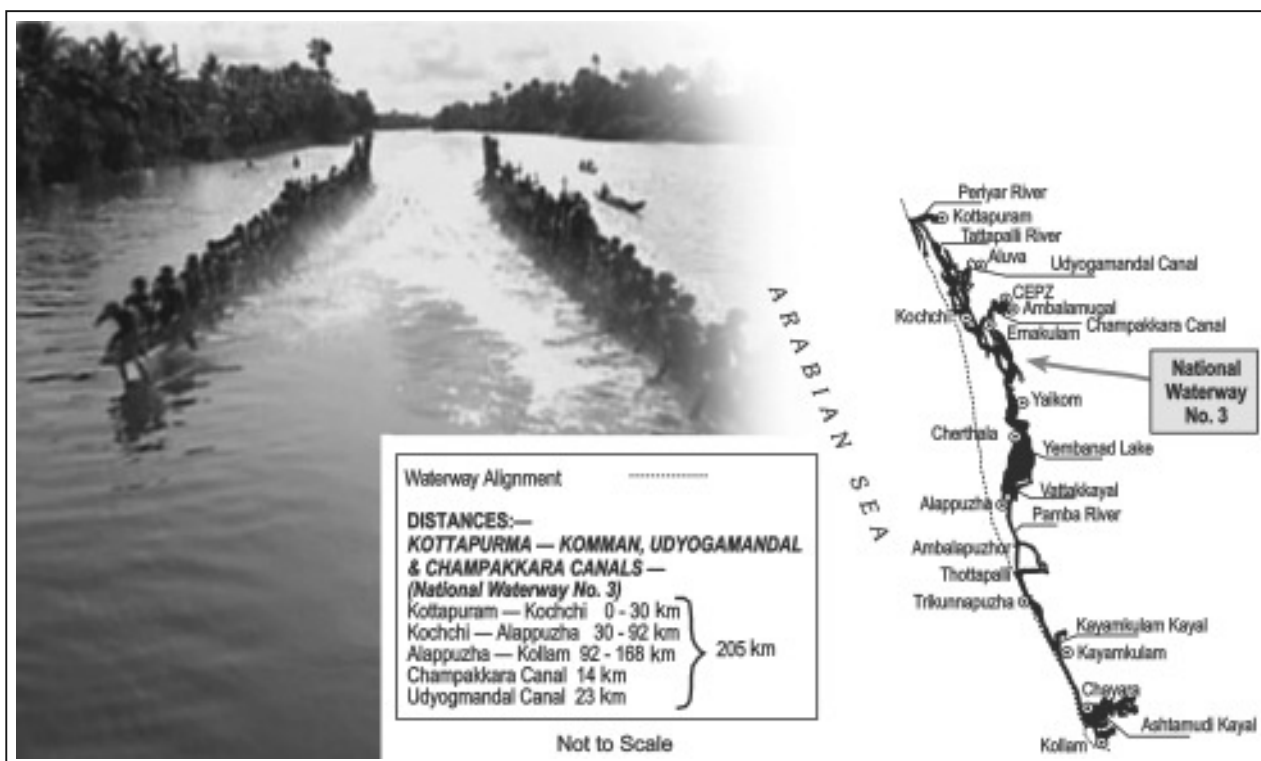 Periyar River
Kottapuram
Tattapalli River
Aluva
Udyogamandal Canal
CEPZ
Ambalamugal
Kochchi
Ernakulam
Champakkara Canal
National
Waterway
No. 3
Yaikom
Cherthala
Yembanad Lake
Vattakkayal
Alappuzha
Pamba River
Ambalapuzhor
Thottapalli
Trikunnapuzha
Kayamkulam Kayal
Kayamkulam
Chavara
Ashtamudi Kayal
Kollam
ARABIAN SEA
Waterway Alignment
DISTANCES:—
KOTTAPURMA — KOMMAN, UDYOGAMANDAL
& CHAMPAKKARA CANALS —
(National Waterway No. 3)
Kottapuram — Kochchi 0 - 30 km
Kochchi — Alappuzha 30 - 92 km
Alappuzha — Kollam 92 - 168 km
Champakkara Canal 14 km
Udyogmandal Canal 23 km
205 km
Not to Scale